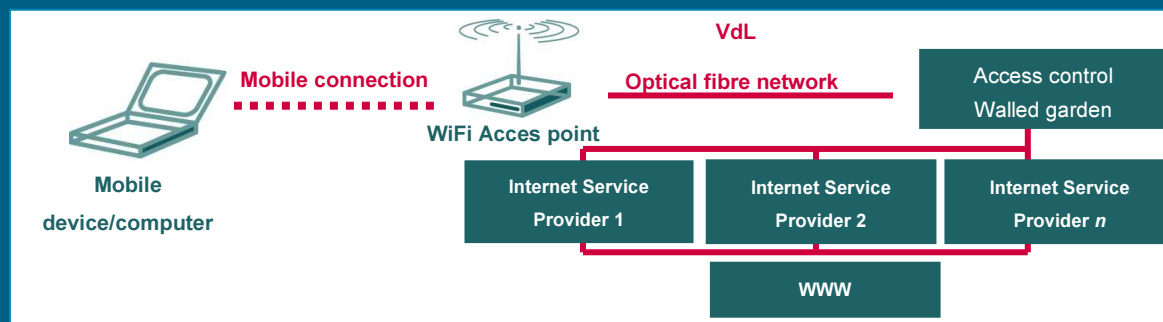 VdL
Mobile connection
Optical fibre network
Access control
Walled garden
WiFi Acces point
Mobile
device/computer
Internet Service
Provider 1
Internet Service
Provider 2
Internet Service
Provider n
WWW